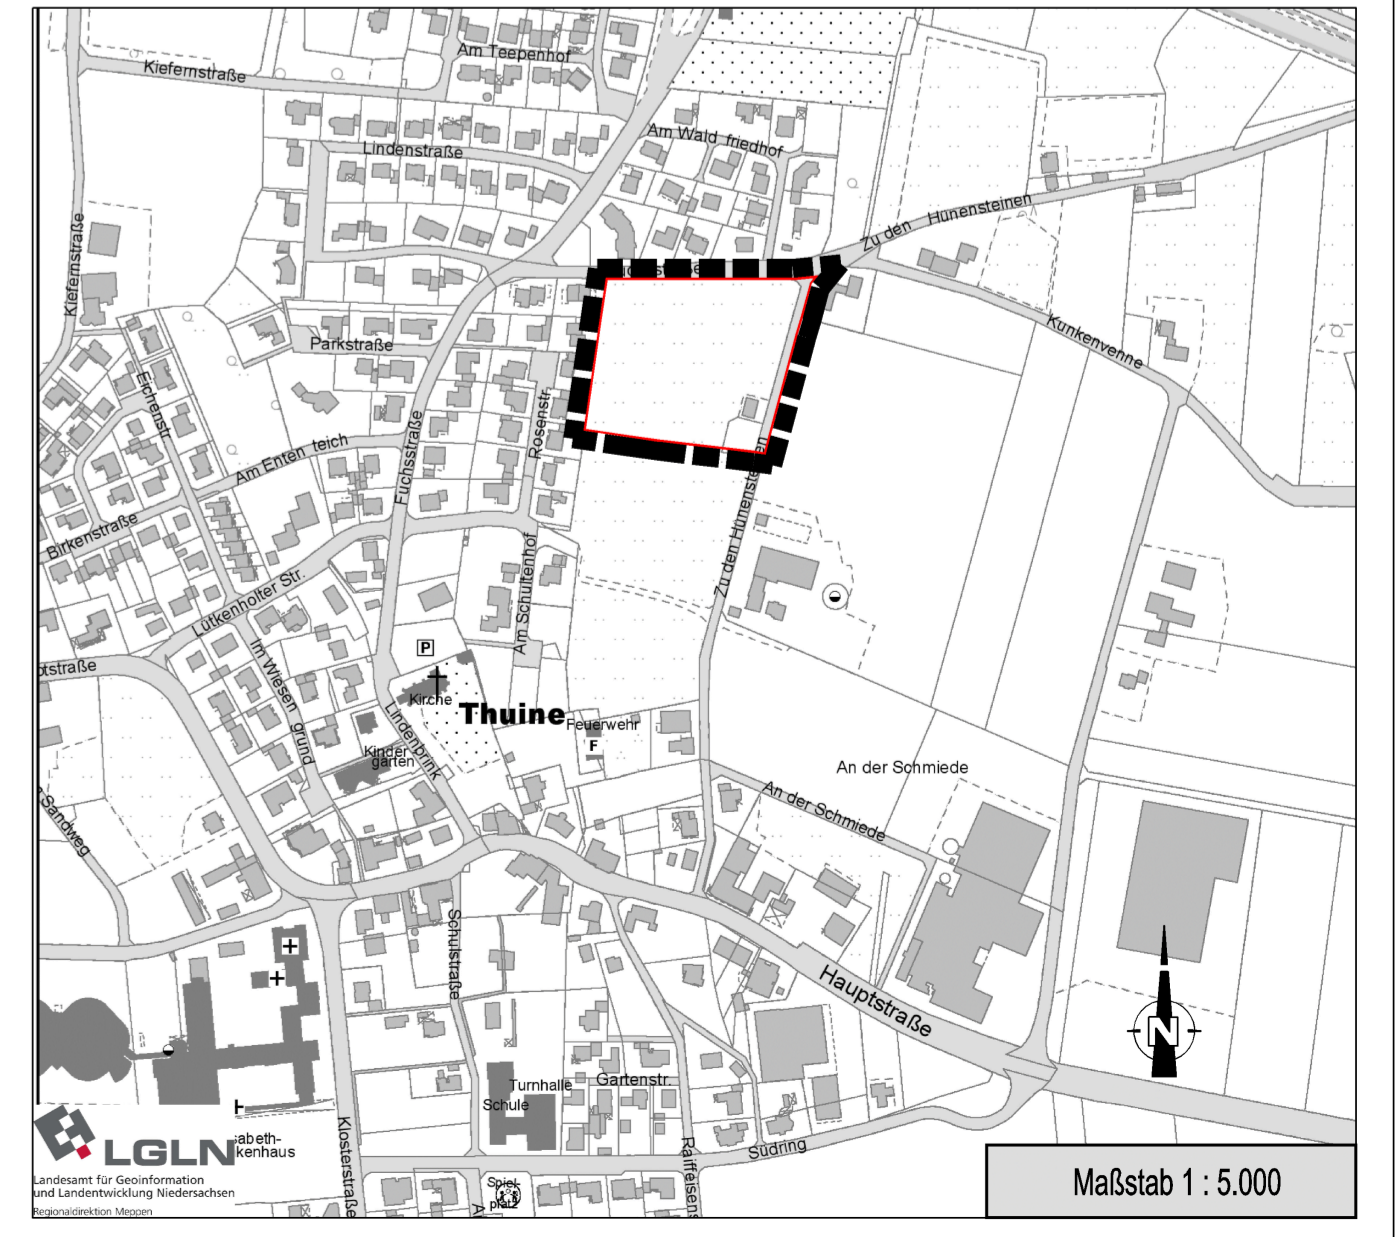 Am Teepenhof
Kiefernstraße
Am Wald friedhof
Lindenstraße
Zu den Hünensteinen
Kiefernstraße
Kunkenvenne
Parkstraße
Eichenstr
Rosenstr
Fuchsstraße
Am Enten teich
Birkenstraße
Zu den Hünensteinen
Am Schultenhof
Lütkenholter Str.
Im Wiesen grund
P
Kirche
Thuine
Lindenbrink
Feuerwehr
F
Kinder
garten
An der Schmiede
An der Schmiede
Sandweg
Schulstraße
Hauptstraße
N
Turnhalle
Schule
Gartenstr.
Klosterstraße
Südring
Raiffeisens
Spiel-
platz
LGLN
sabeth-
kenhaus
Landesamt für Geoinformation
und Landentwicklung Niedersachsen
Regionaldirektion Meppen
Maßstab 1 : 5.000